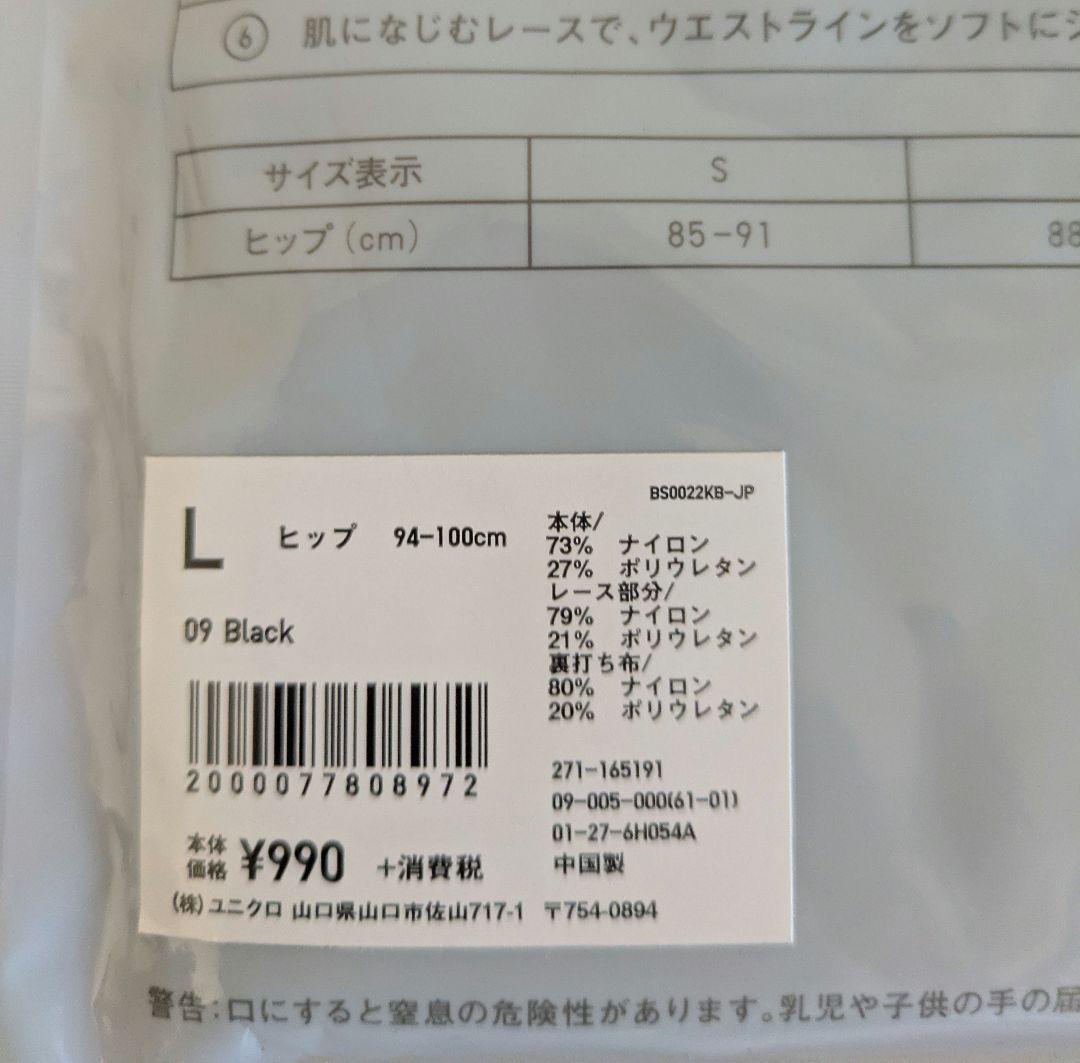 ⑥ 肌になじむレースで、ウエストラインをソフトに
サイズ表示 S
ヒップ(cm) 85-91 88
BS0022KB-JP
L ヒップ 94-100cm
09 Black
本体/
73% ナイロン
27% ポリウレタン
レース部分/
79% ナイロン
21% ポリウレタン
裏打ち布/
80% ナイロン
20% ポリウレタン
2000077808972
271-165191
09-005-000(61-01)
01-27-6H054A
中国製
本体価格 ¥990 +消費税
(株)ユニクロ 山口県山口市佐山717-1 〒754-0894
警告:口にすると窒息の危険性があります。乳児や子供の手の届